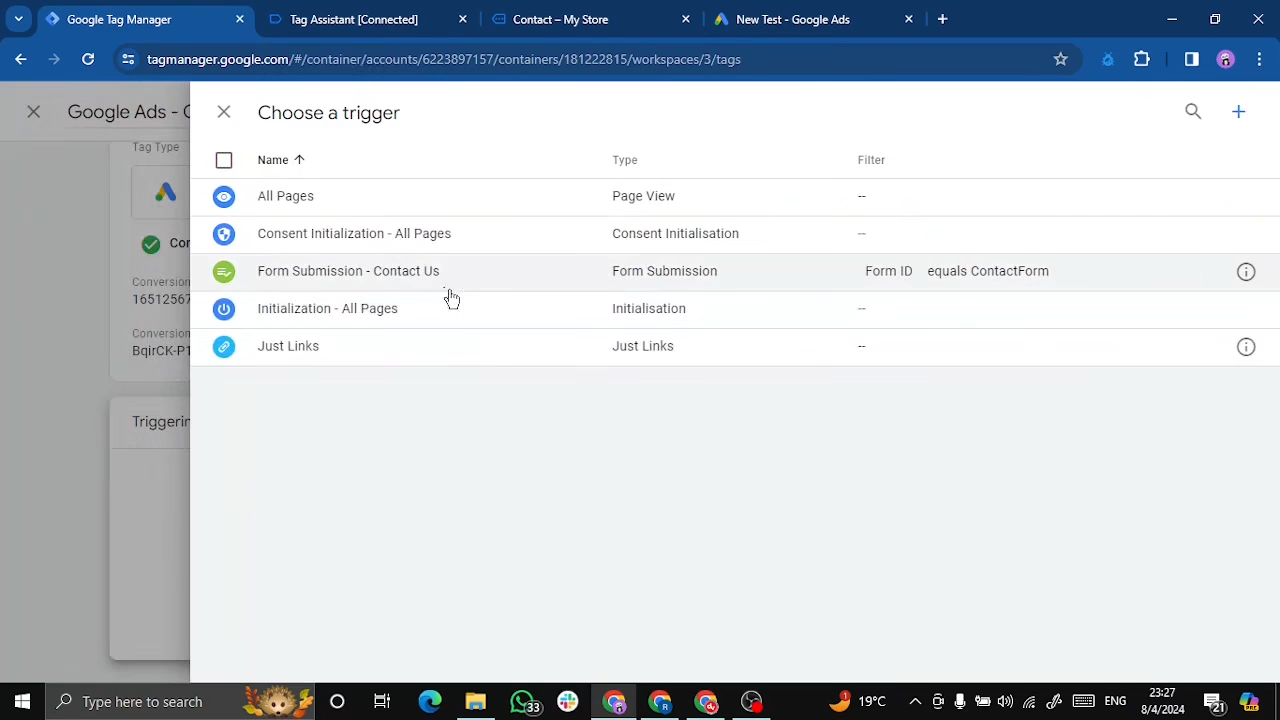 Google Tag Manager
Tag Assistant [Connected]
Contact – My Store
New Test - Google Ads
tagmanager.google.com/#/container/accounts/6223897157/containers/181222815/workspaces/3/tags
Google Ads - C
Choose a trigger
Tag Type
Name Type Filter
All Pages Page View --
Consent Initialization - All Pages Consent Initialisation --
Form Submission - Contact Us Form Submission Form ID equals ContactForm
Initialization - All Pages Initialisation --
Just Links Just Links --
Con
Conversion
16512567
Conversion
BqirCK-P1
Triggerin
Type here to search
33
19°C
ENG
23:27
8/4/2024
21